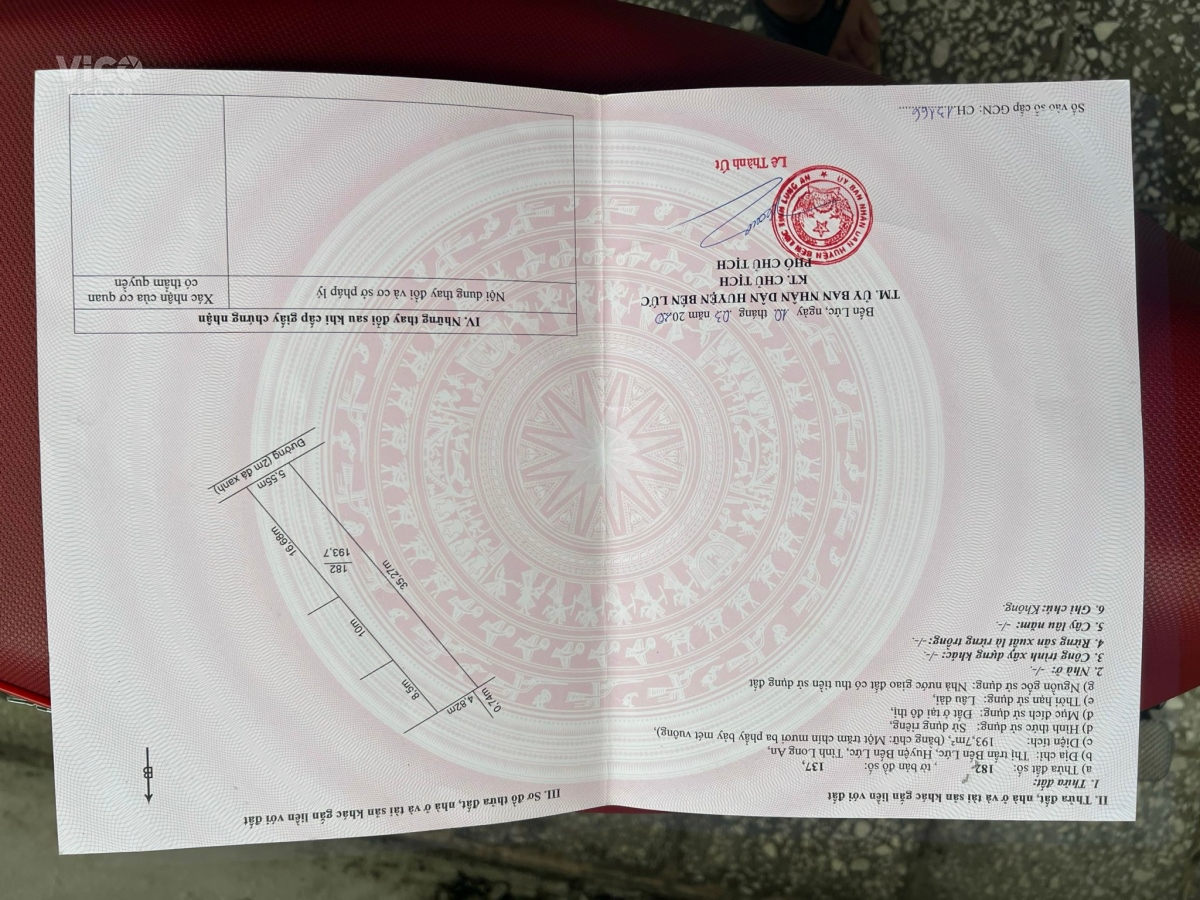 ViCO
VICH.VN
II. Thửa đất, nhà ở và tài sản khác gắn liền với đất
1. Thửa đất:
a) Thửa đất số: 182 , tờ bản đồ số: 137,
b) Địa chỉ: Thị trấn Bến Lức, Huyện Bến Lức, Tỉnh Long An,
c) Diện tích: 193,7m², (bằng chữ: Một trăm chín mươi ba phảy bảy mét vuông),
d) Hình thức sử dụng: Sử dụng riêng,
đ) Mục đích sử dụng: Đất ở tại đô thị,
e) Thời hạn sử dụng: Lâu dài,
g) Nguồn gốc sử dụng: Nhà nước giao đất có thu tiền sử dụng đất
2. Nhà ở: -/-.
3. Công trình xây dựng khác: -/-.
4. Rừng sản xuất là rừng trồng: -/-.
5. Cây lâu năm: -/-.
6. Ghi chú: Không.
Bến Lức, ngày 10 tháng 03 năm 2020
TM. ỦY BAN NHÂN DÂN HUYỆN BẾN LỨC
KT. CHỦ TỊCH
PHÓ CHỦ TỊCH
Lê Thành Út
Số vào sổ cấp GCN: CH.13166
III. Sơ đồ thửa đất, nhà ở và tài sản khác gắn liền với đất
B
0,74m
4,82m
8,5m
10m
35,27m
182
193,7
16,68m
5,55m
Đường (2m đá xanh)
IV. Những thay đổi sau khi cấp giấy chứng nhận
Nội dung thay đổi và cơ sở pháp lý
Xác nhận của cơ quan
có thẩm quyền